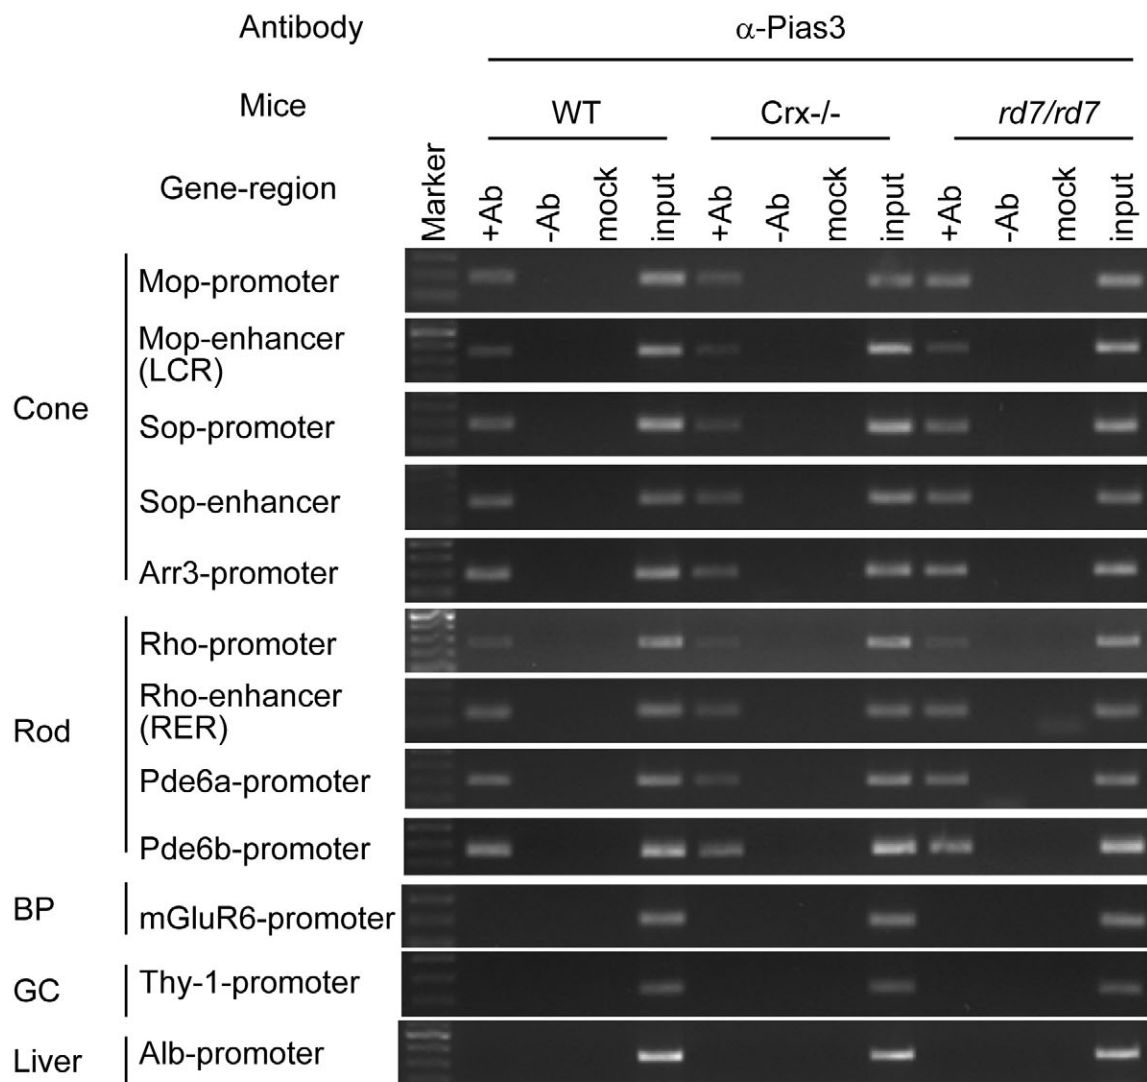 Antibody α-Pias3
Mice WT Crx-/- rd7/rd7
Gene-region Marker +Ab -Ab mock input +Ab -Ab mock input +Ab -Ab mock input
Cone
Mop-promoter
Mop-enhancer
(LCR)
Sop-promoter
Sop-enhancer
Arr3-promoter
Rod
Rho-promoter
Rho-enhancer
(RER)
Pde6a-promoter
Pde6b-promoter
BP mGluR6-promoter
GC Thy-1-promoter
Liver Alb-promoter